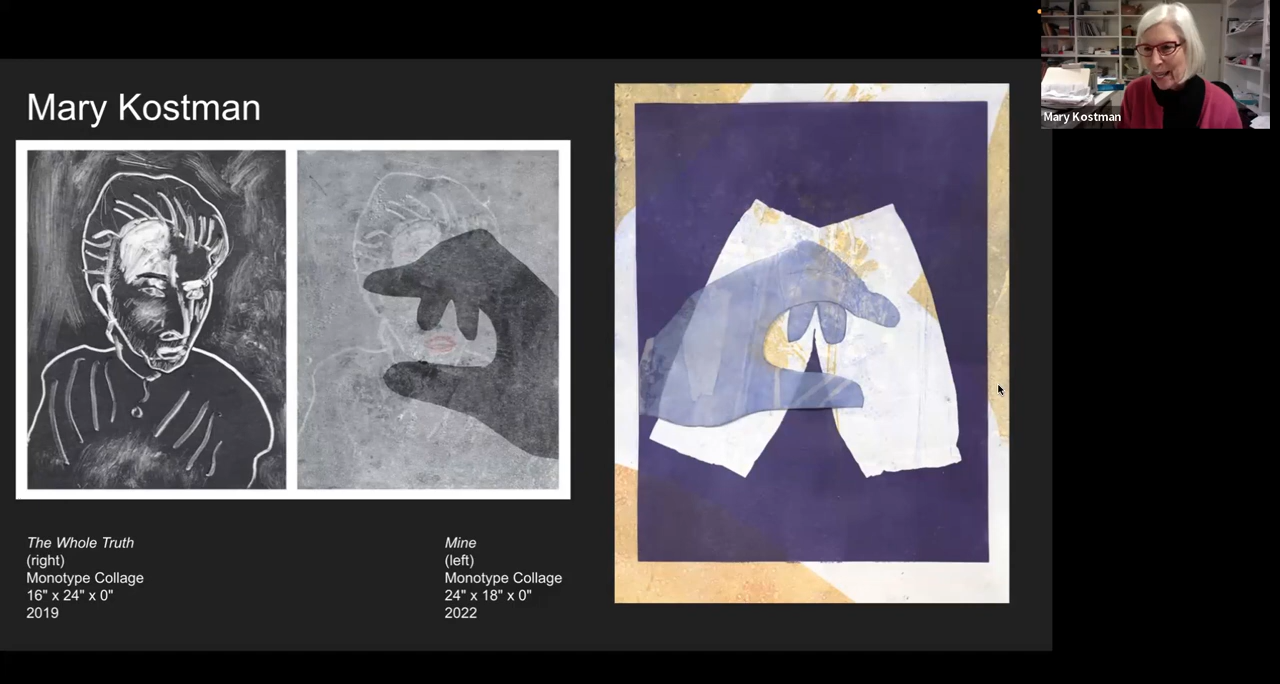 Mary Kostman
Mary Kostman
The Whole Truth
(right)
Monotype Collage
16" x 24" x 0"
2019
Mine
(left)
Monotype Collage
24" x 18" x 0"
2022